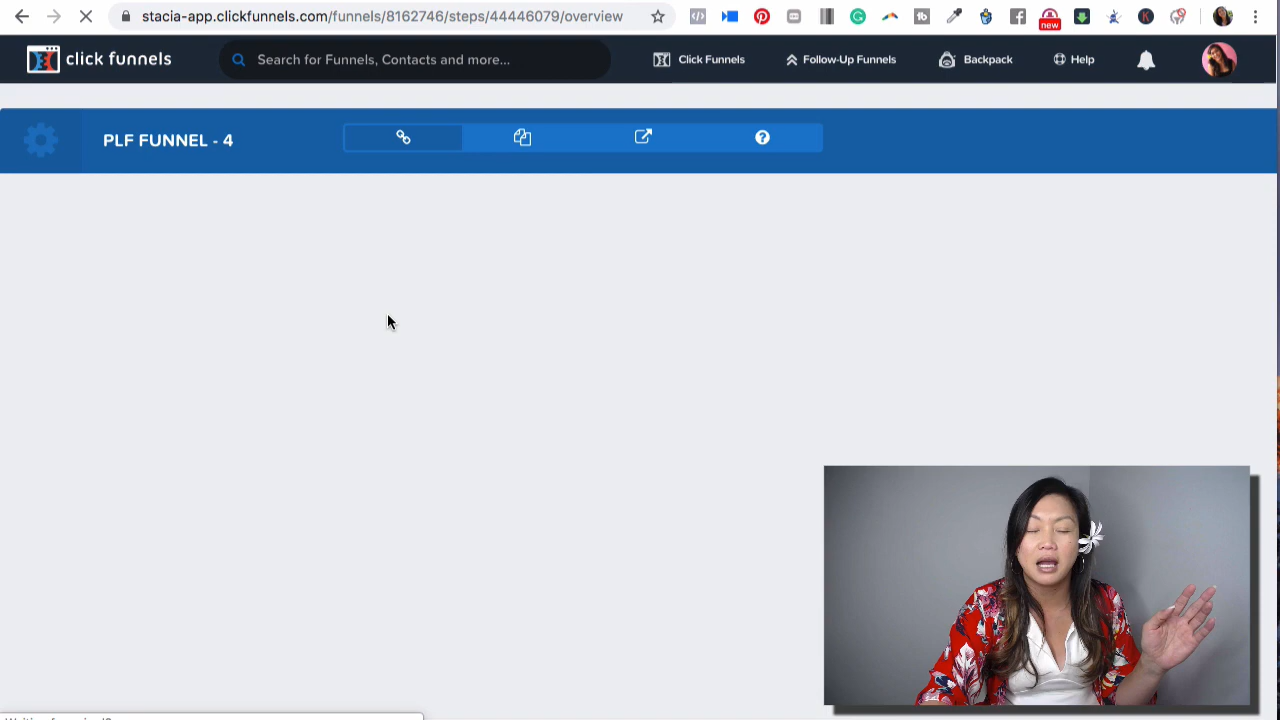 stacia-app.clickfunnels.com/funnels/8162746/steps/44446079/overview
new
click funnels
Search for Funnels, Contacts and more...
Click Funnels
Follow-Up Funnels
Backpack
Help
PLF FUNNEL - 4